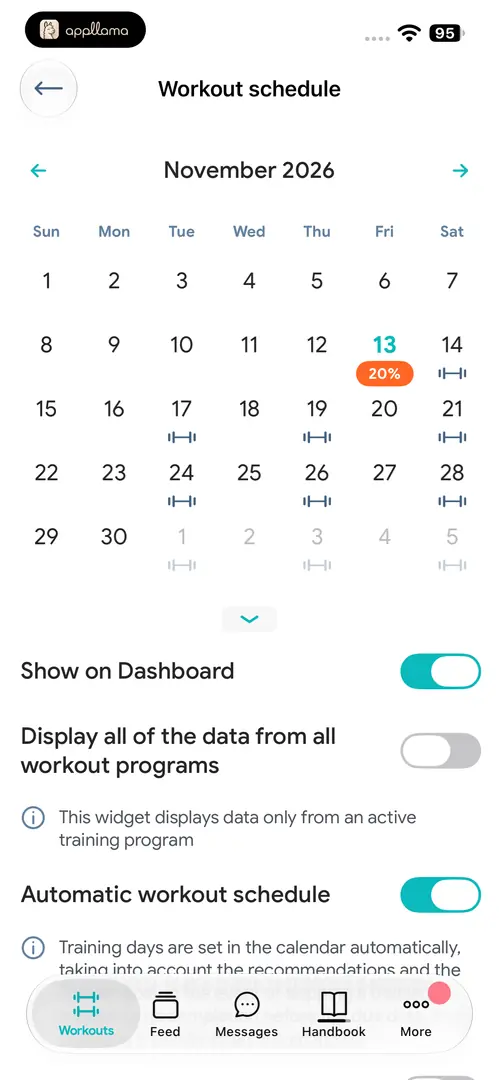 appllama
95
Workout schedule
November 2026
Sun Mon Tue Wed Thu Fri Sat
1 2 3 4 5 6 7
8 9 10 11 12 13 14
20%
15 16 17 18 19 20 21
22 23 24 25 26 27 28
29 30 1 2 3 4 5
Show on Dashboard
Display all of the data from all
workout programs
This widget displays data only from an active
training program
Automatic workout schedule
Training days are set in the calendar automatically,
taking into account the recommendations and the
Workouts Feed Messages Handbook More